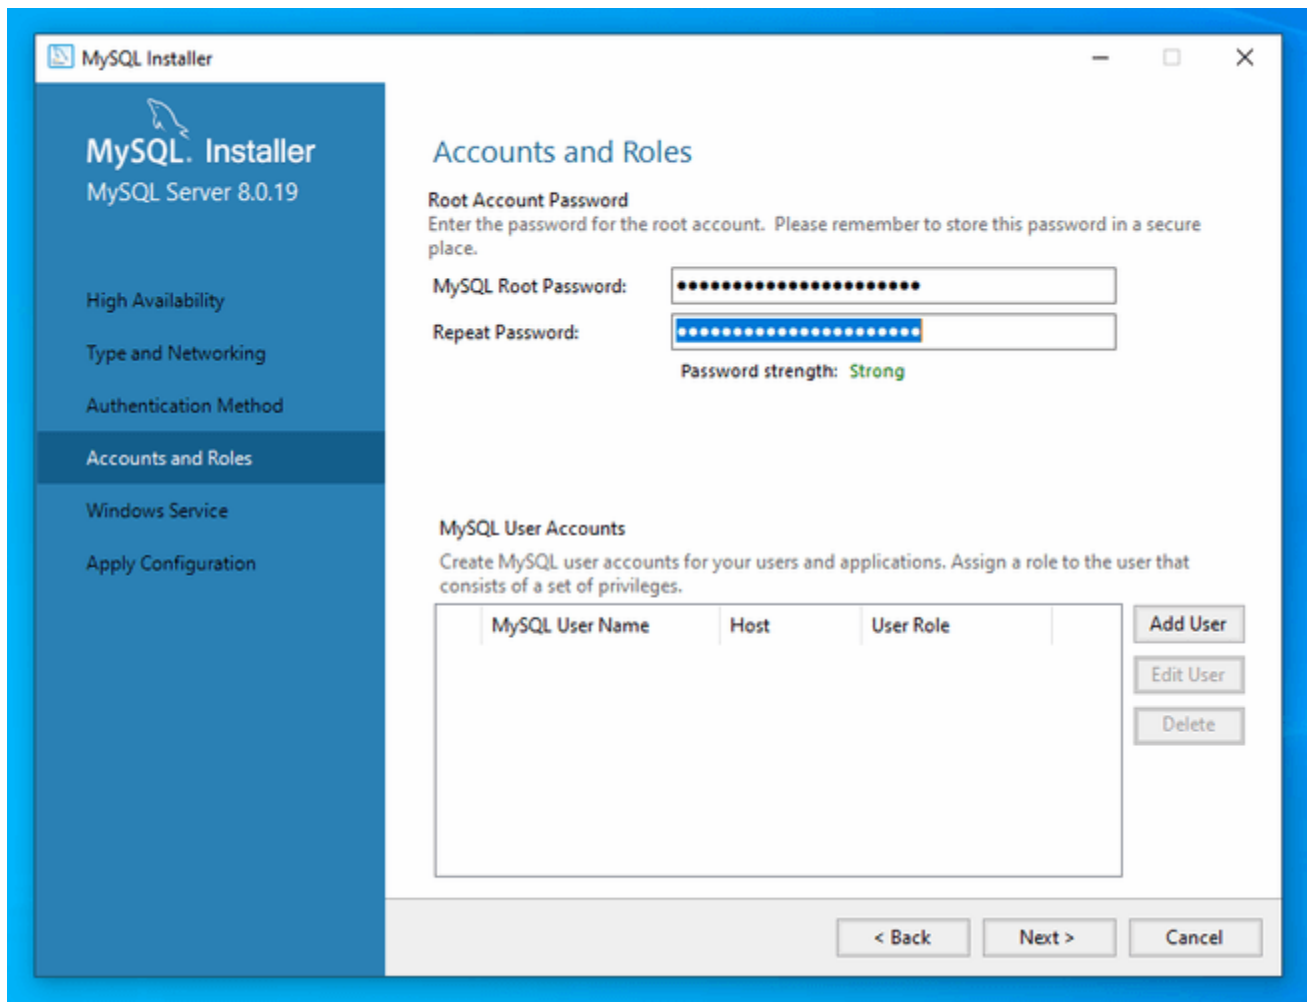 MySQL Installer
MySQL. Installer
MySQL Server 8.0.19
High Availability
Type and Networking
Authentication Method
Accounts and Roles
Windows Service
Apply Configuration
Accounts and Roles
Root Account Password
Enter the password for the root account. Please remember to store this password in a secure
place.
MySQL Root Password: ●●●●●●●●●●●●●●●●●●●●●●
Repeat Password: ●●●●●●●●●●●●●●●●●●●●●●
Password strength: Strong
MySQL User Accounts
Create MySQL user accounts for your users and applications. Assign a role to the user that
consists of a set of privileges.
MySQL User Name Host User Role
Add User
Edit User
Delete
< Back Next > Cancel